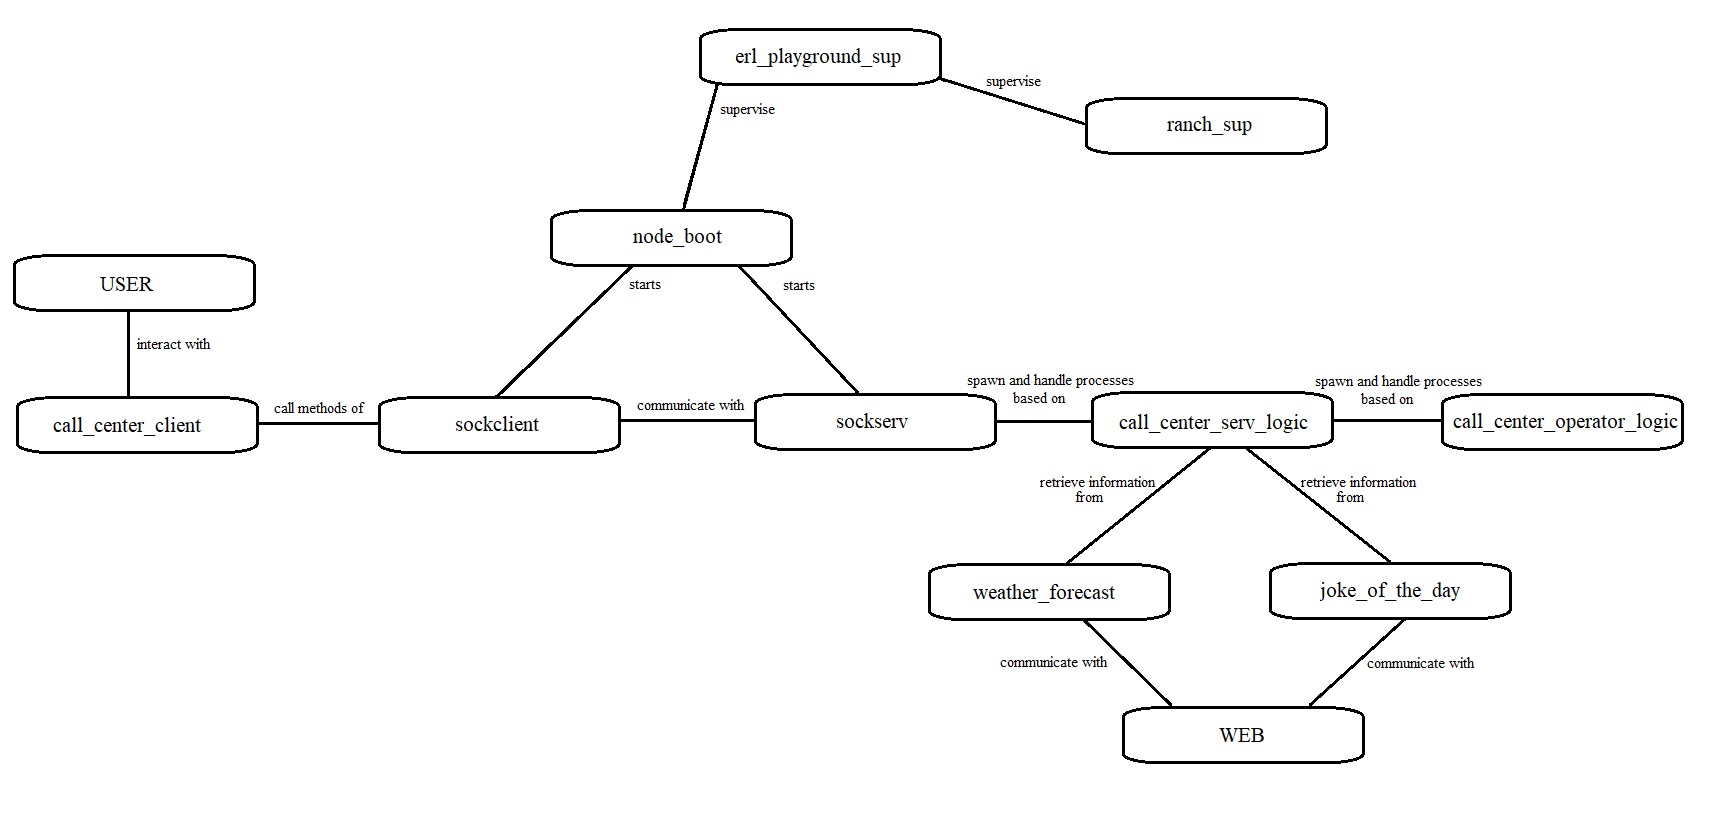 erl_playground_sup
supervise
supervise
ranch_sup
node_boot
USER
starts
starts
interact with
call_center_client
call methods of
sockclient
communicate with
sockserv
spawn and handle processes
based on
call_center_serv_logic
spawn and handle processes
based on
call_center_operator_logic
retrieve information
from
retrieve information
from
weather_forecast
joke_of_the_day
communicate with
communicate with
WEB